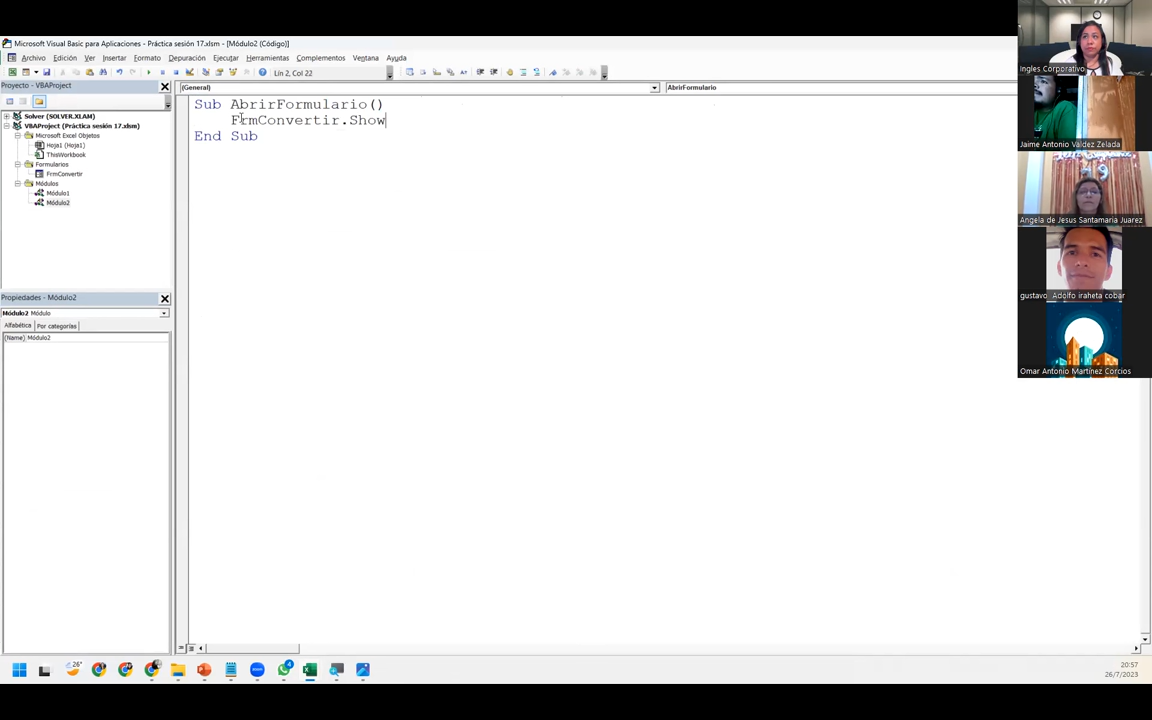 Microsoft Visual Basic para Aplicaciones - Práctica sesión 17.xlsm - [Módulo2 (Código)]
Archivo Edición Ver Insertar Formato Depuración Ejecutar Herramientas Complementos Ventana Ayuda
Lín 2, Col 22
Proyecto - VBAProject
(General)
AbrirFormulario
Solver (SOLVER.XLAM)
VBAProject (Práctica sesión 17.xlsm)
Microsoft Excel Objetos
Hoja1 (Hoja1)
ThisWorkbook
Formularios
FrmConvertir
Módulos
Módulo1
Módulo2
Sub AbrirFormulario()
FrmConvertir.Show
End Sub
Propiedades - Módulo2
Módulo2 Módulo
Alfabética Por categorías
(Name) Módulo2
Ingles Corporativo
Jaime Antonio Valdez Zelada
Angela de Jesus Santamaria Juarez
gustavo Adolfo iraheta cobar
Omar Antonio Martínez Corcios
26°
zoom
4
20:57
26/7/2023